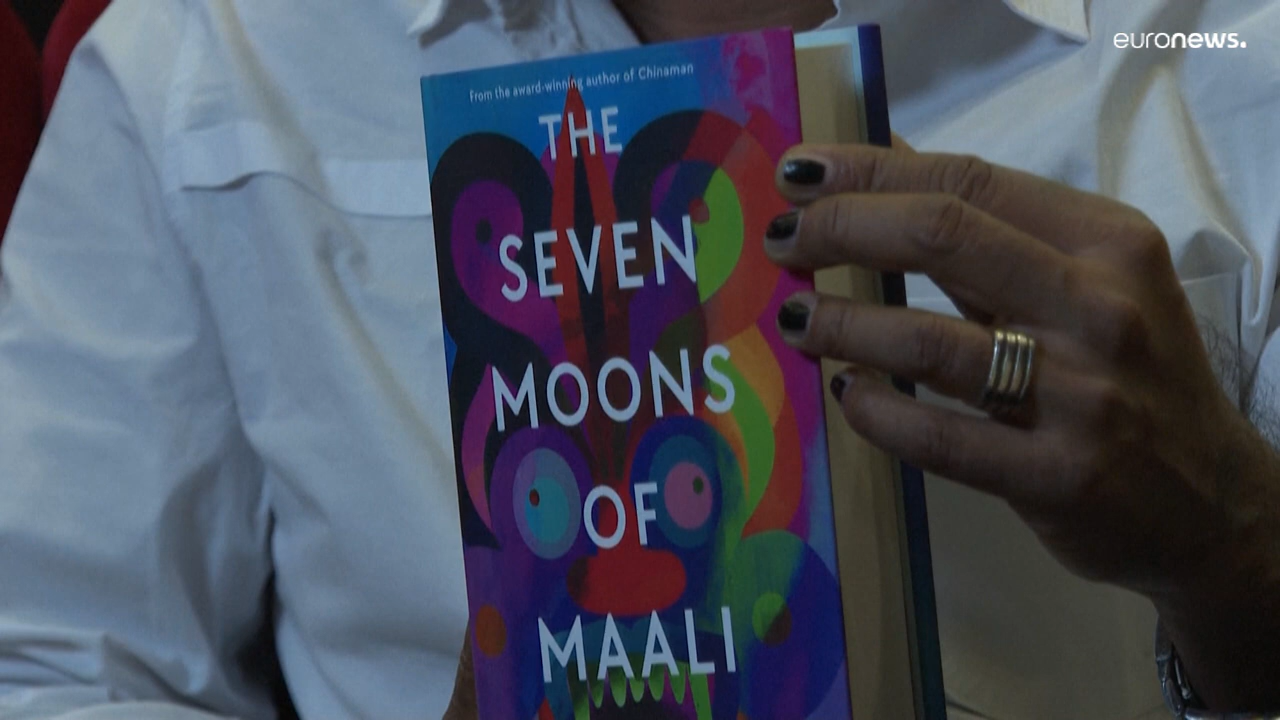 euronews.
From the award-winning author of Chinaman
THE
SEVEN
MOONS
OF
MAALI